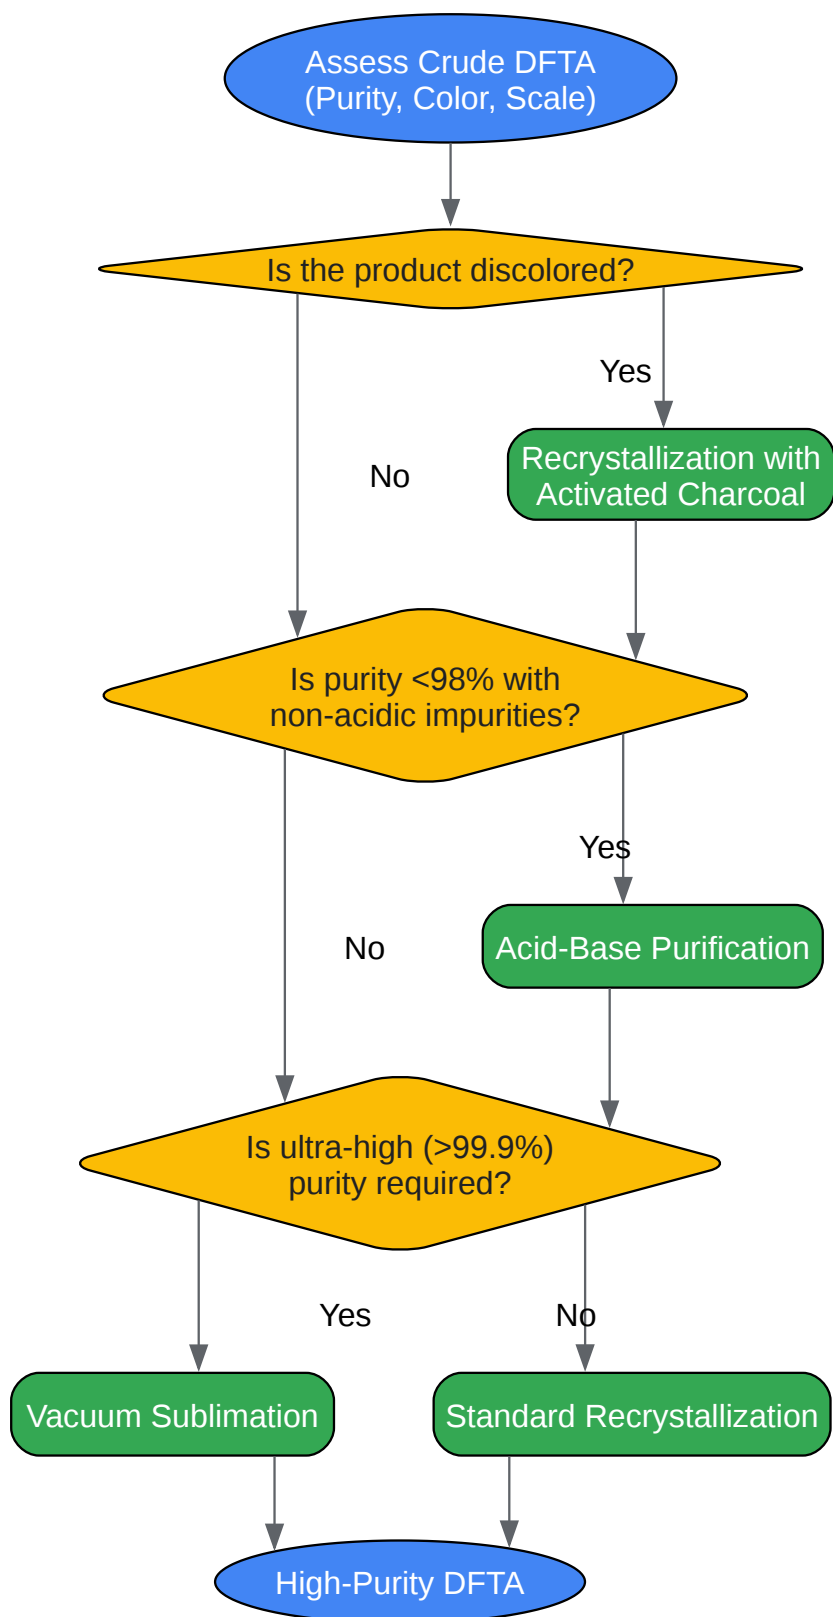 Assess Crude DFTA
(Purity, Color, Scale)
Is the product discolored?
Yes
Recrystallization with
Activated Charcoal
No
Is purity <98% with
non-acidic impurities?
Yes
Acid-Base Purification
No
Is ultra-high (>99.9%)
purity required?
Yes
No
Vacuum Sublimation
Standard Recrystallization
High-Purity DFTA